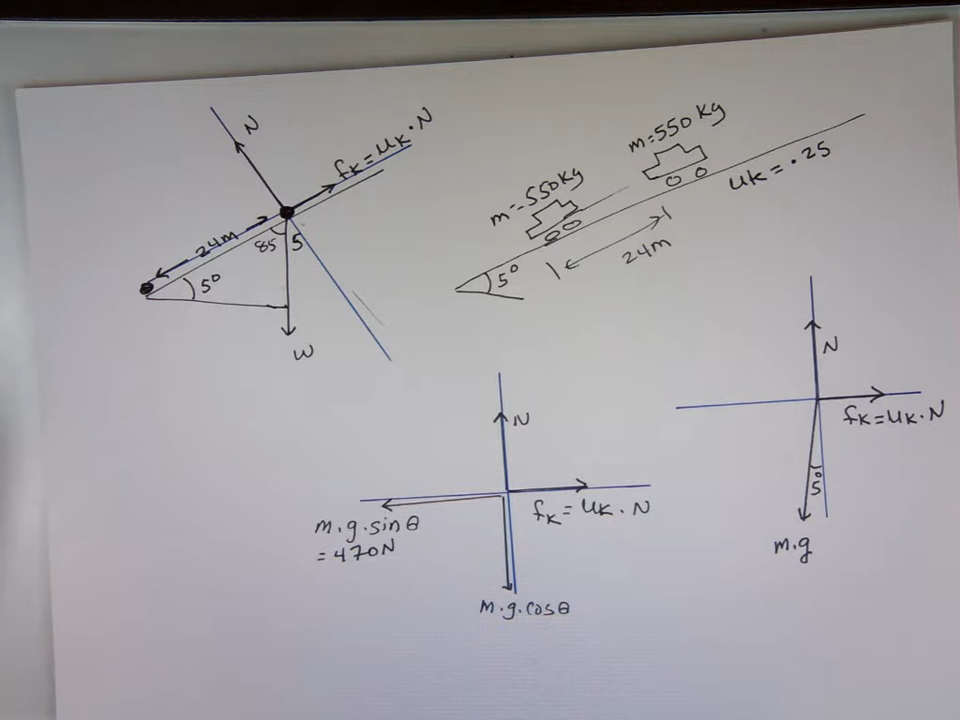 N
fK = uK · N
24m
85
5
5°
W
m=550kg
m=550kg
uK = .25
5°
24m
N
fK = uK · N
m.g.sinθ
= 470N
m.g.cosθ
N
fK = uK · N
5°
m.g